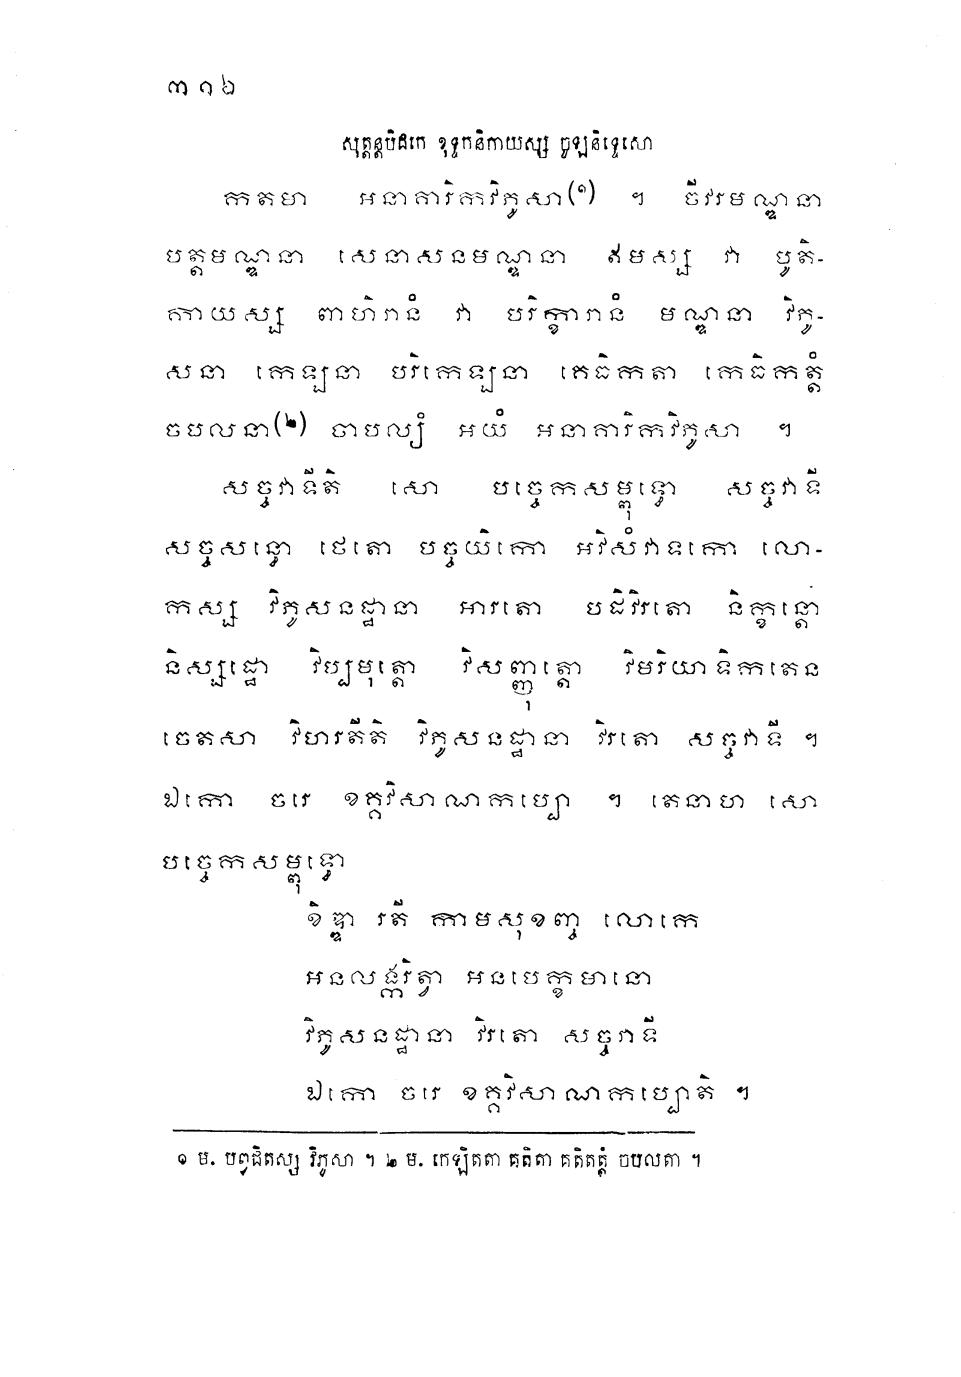 ៣១៦
សុត្តន្តបិដកេ ខុទ្ទកនិកាយស្ស ចូឡនិទ្ទេសោ
កតមា អនាគារិកវិភូសា(១) ។ ចីវរមណ្ឌនា
បត្តមណ្ឌនា សេនាសនមណ្ឌនា ឥមស្ស វា បូតិ-
កាយស្ស ពាហិរានំ វា បរិក្ខារានំ មណ្ឌនា វិភូ-
សនា កេឡនា បរិកេឡនា គេធិកតា គេធិកត្តំ
ចបលនា(២) ចាបល្យំ អយំ អនាគារិកវិភូសា ។
សច្ចវាទីតិ សោ បច្ចេកសម្ពុទ្ធោ សច្ចវាទី
សច្ចសន្ធោ ថេតោ បច្ចយិកោ អវិសំវាទកោ លោ-
កស្ស វិភូសនដ្ឋានា អារតោ បដិវិរតោ និក្ខន្តោ
និស្សដ្ឋោ វិប្បមុត្តោ វិសញ្ញុត្តោ វិមរិយាទិកតេន
ចេតសា វិហរតីតិ វិភូសនដ្ឋានា វិរតោ សច្ចវាទី ។
ឯកោ ចរេ ខគ្គវិសាណកប្បោ ។ តេនាហ សោ
បច្ចេកសម្ពុទ្ធោ
ខិឌ្ឌា រតី កាមសុខញ្ច លោកេ
អនលង្ករិត្វា អនបេក្ខមានោ
វិភូសនដ្ឋានា វិរតោ សច្ចវាទី
ឯកោ ចរេ ខគ្គវិសាណកប្បោតិ ។
១ ម. បព្វជិតស្ស វិភូសា ។ ២ ម. កេឡិតតា គតិតា គតិតត្តំ ចបលតា ។